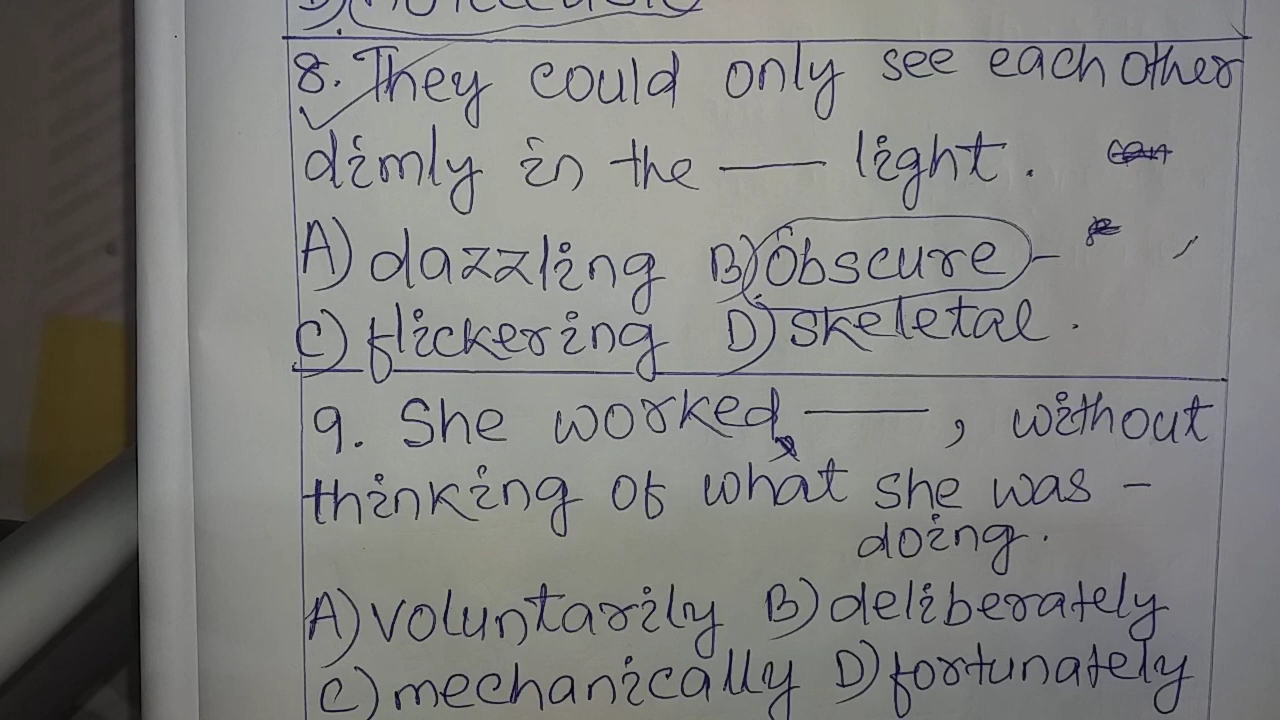 8. They could only see each other
dimly in the — light.
A) dazzling B) Obscure -
C) flickering D) skeletal.
9. She worked —, without
thinking of what she was -
doing.
A) voluntarily B) deliberately
C) mechanically D) fortunately